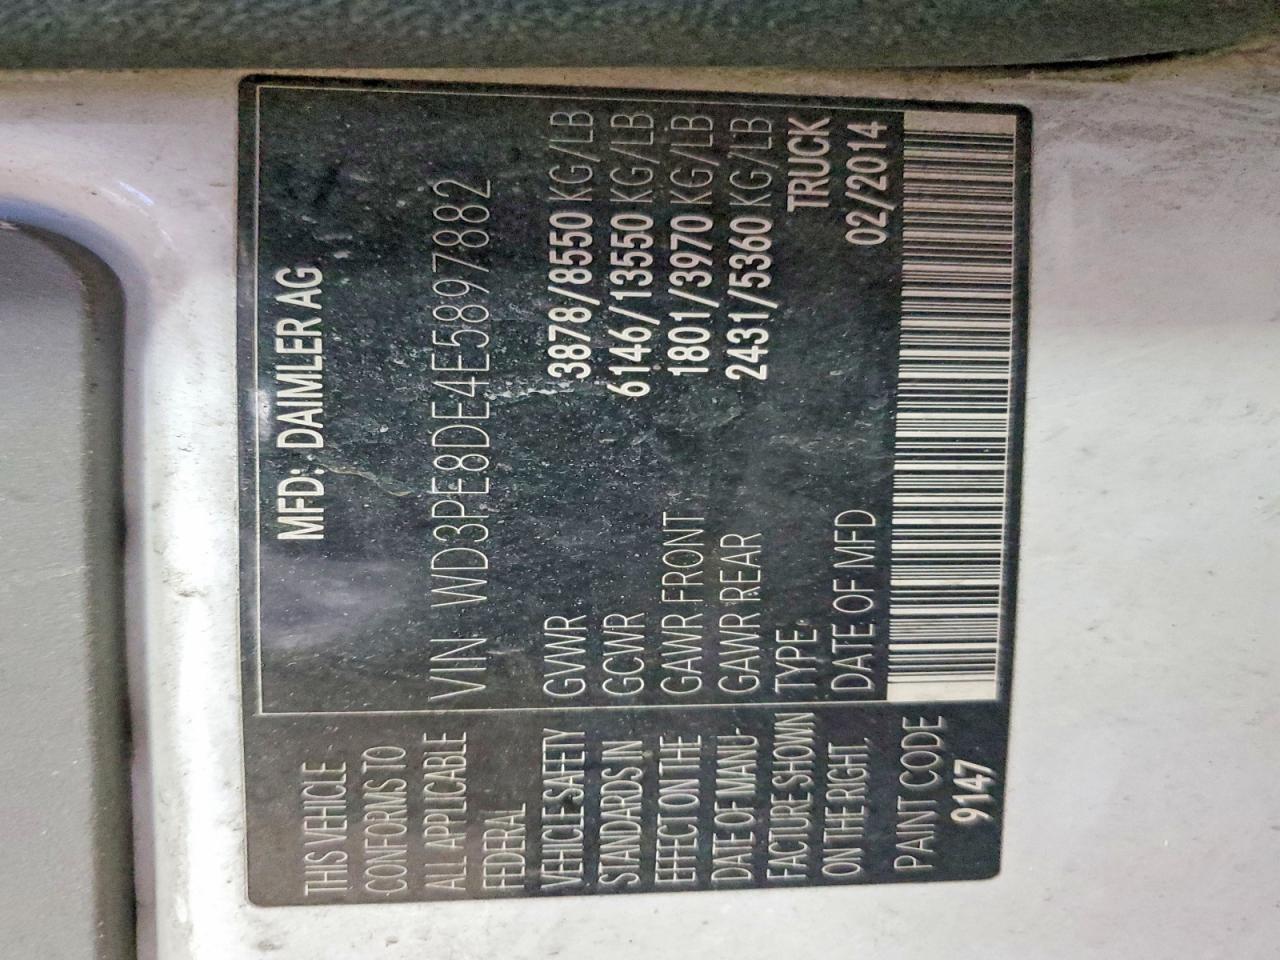 THIS VEHICLE
CONFORMS TO
ALL APPLICABLE
FEDERAL
VEHICLE SAFETY
STANDARDS IN
EFFECT ON THE
DATE OF MANU-
FACTURE SHOWN
ON THE RIGHT.
PAINT CODE
9147
MFD: DAIMLER AG
VIN WD3PE8DE4E5897882
GVWR 3878/8550 KG/LB
GCWR 6146/13550 KG/LB
GAWR FRONT 1801/3970 KG/LB
GAWR REAR 2431/5360 KG/LB
TYPE: TRUCK
DATE OF MFD 02/2014